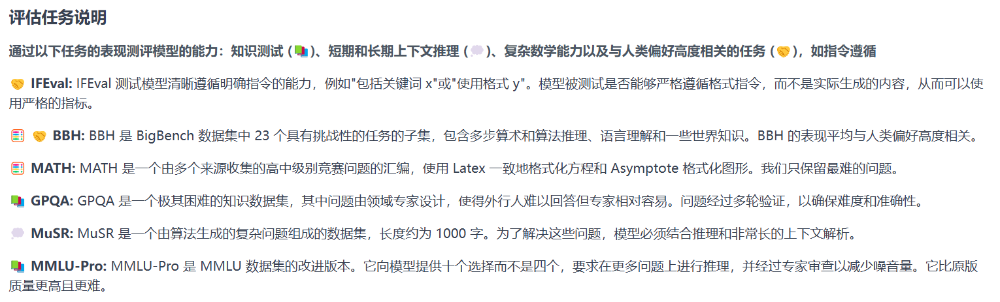 评估任务说明
通过以下任务的表现测评模型的能力：知识测试 (📚)、短期和长期上下文推理 (💭)、复杂数学能力以及与人类偏好高度相关的任务 (🤝)，如指令遵循
🤝 IFEval: IFEval 测试模型清晰遵循明确指令的能力，例如"包括关键词 x"或"使用格式 y"。模型被测试是否能够严格遵循格式指令，而不是实际生成的内容，从而可以使
用严格的指标。
🧮 🤝 BBH: BBH 是 BigBench 数据集中 23 个具有挑战性的任务的子集，包含多步算术和算法推理、语言理解和一些世界知识。BBH 的表现平均与人类偏好高度相关。
🧮 MATH: MATH 是一个由多个来源收集的高中级别竞赛问题的汇编，使用 Latex 一致地格式化方程和 Asymptote 格式化图形。我们只保留最难的问题。
📚 GPQA: GPQA 是一个极其困难的知识数据集，其中问题由领域专家设计，使得外行人难以回答但专家相对容易。问题经过多轮验证，以确保难度和准确性。
💭 MuSR: MuSR 是一个由算法生成的复杂问题组成的数据集，长度约为 1000 字。为了解决这些问题，模型必须结合推理和非常长的上下文解析。
📚 MMLU-Pro: MMLU-Pro 是 MMLU 数据集的改进版本。它向模型提供十个选择而不是四个，要求在更多问题上进行推理，并经过专家审查以减少噪音量。它比原版
质量更高且更难。